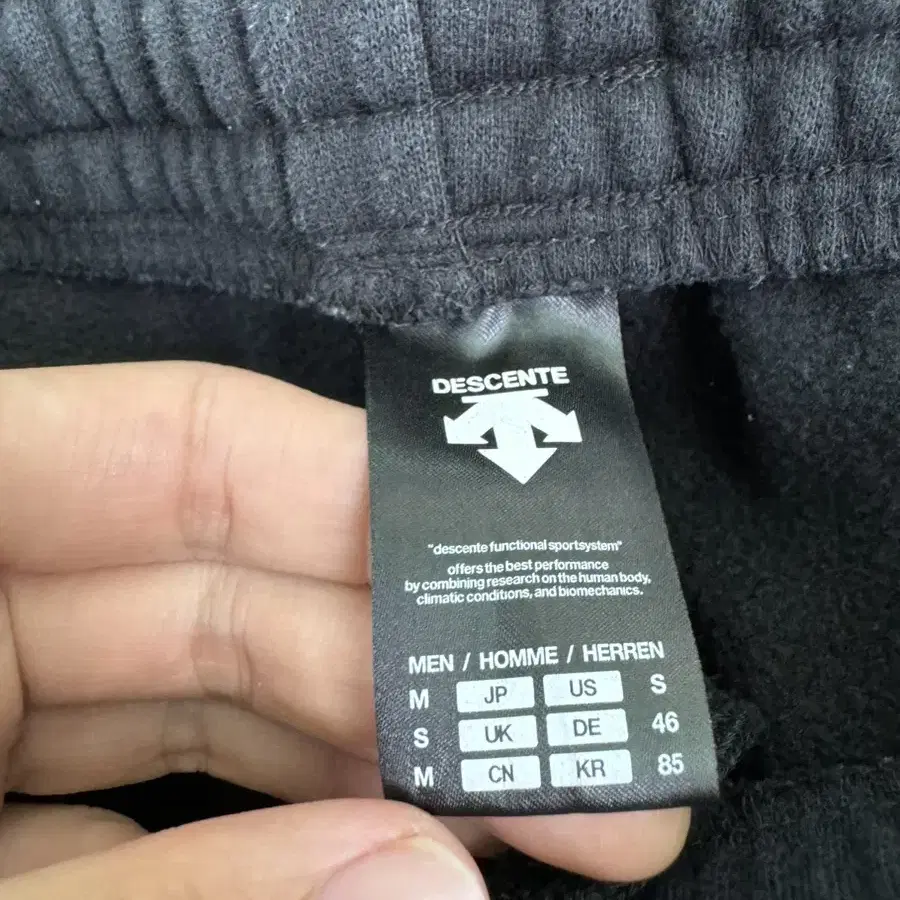 DESCENTE
"descente functional sportsystem"
offers the best performance
by combining research on the human body,
climatic conditions, and biomechanics.
MEN / HOMME / HERREN
M JP US S
S UK DE 46
M CN KR 85